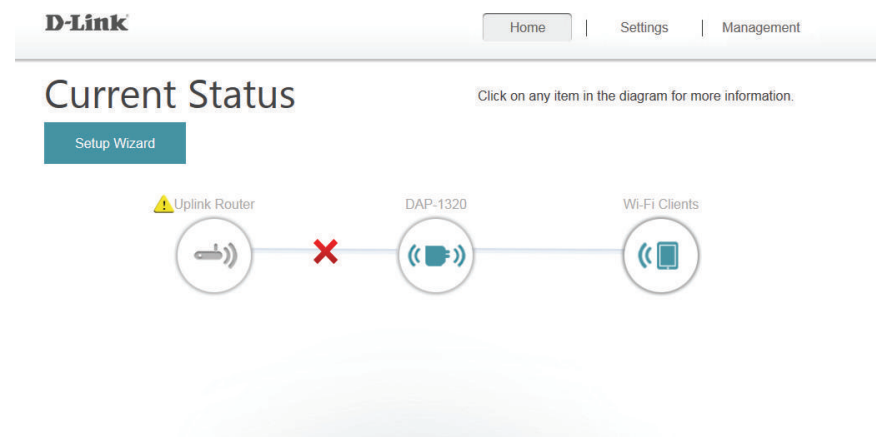 D-Link
Home | Settings | Management
Current Status
Click on any item in the diagram for more information.
Setup Wizard
Uplink Router
DAP-1320
Wi-Fi Clients